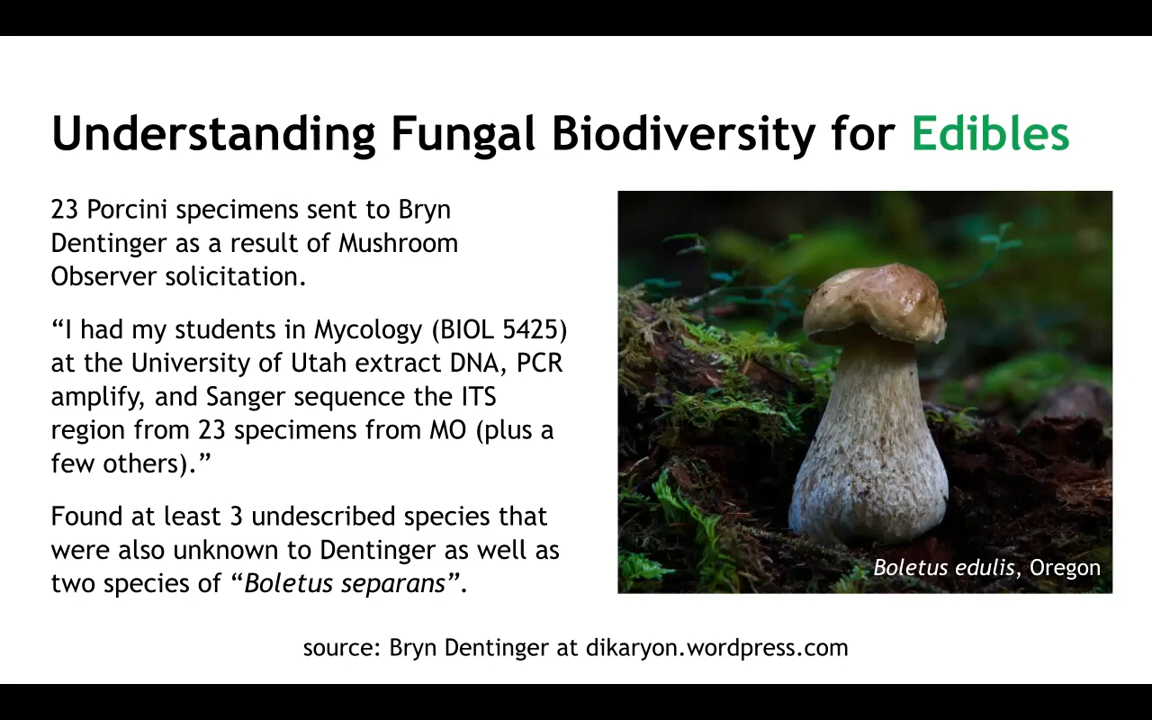 Understanding Fungal Biodiversity for Edibles
23 Porcini specimens sent to Bryn
Dentinger as a result of Mushroom
Observer solicitation.
“I had my students in Mycology (BIOL 5425)
at the University of Utah extract DNA, PCR
amplify, and Sanger sequence the ITS
region from 23 specimens from MO (plus a
few others).”
Found at least 3 undescribed species that
were also unknown to Dentinger as well as
two species of “Boletus separans”.
Boletus edulis, Oregon
source: Bryn Dentinger at dikaryon.wordpress.com